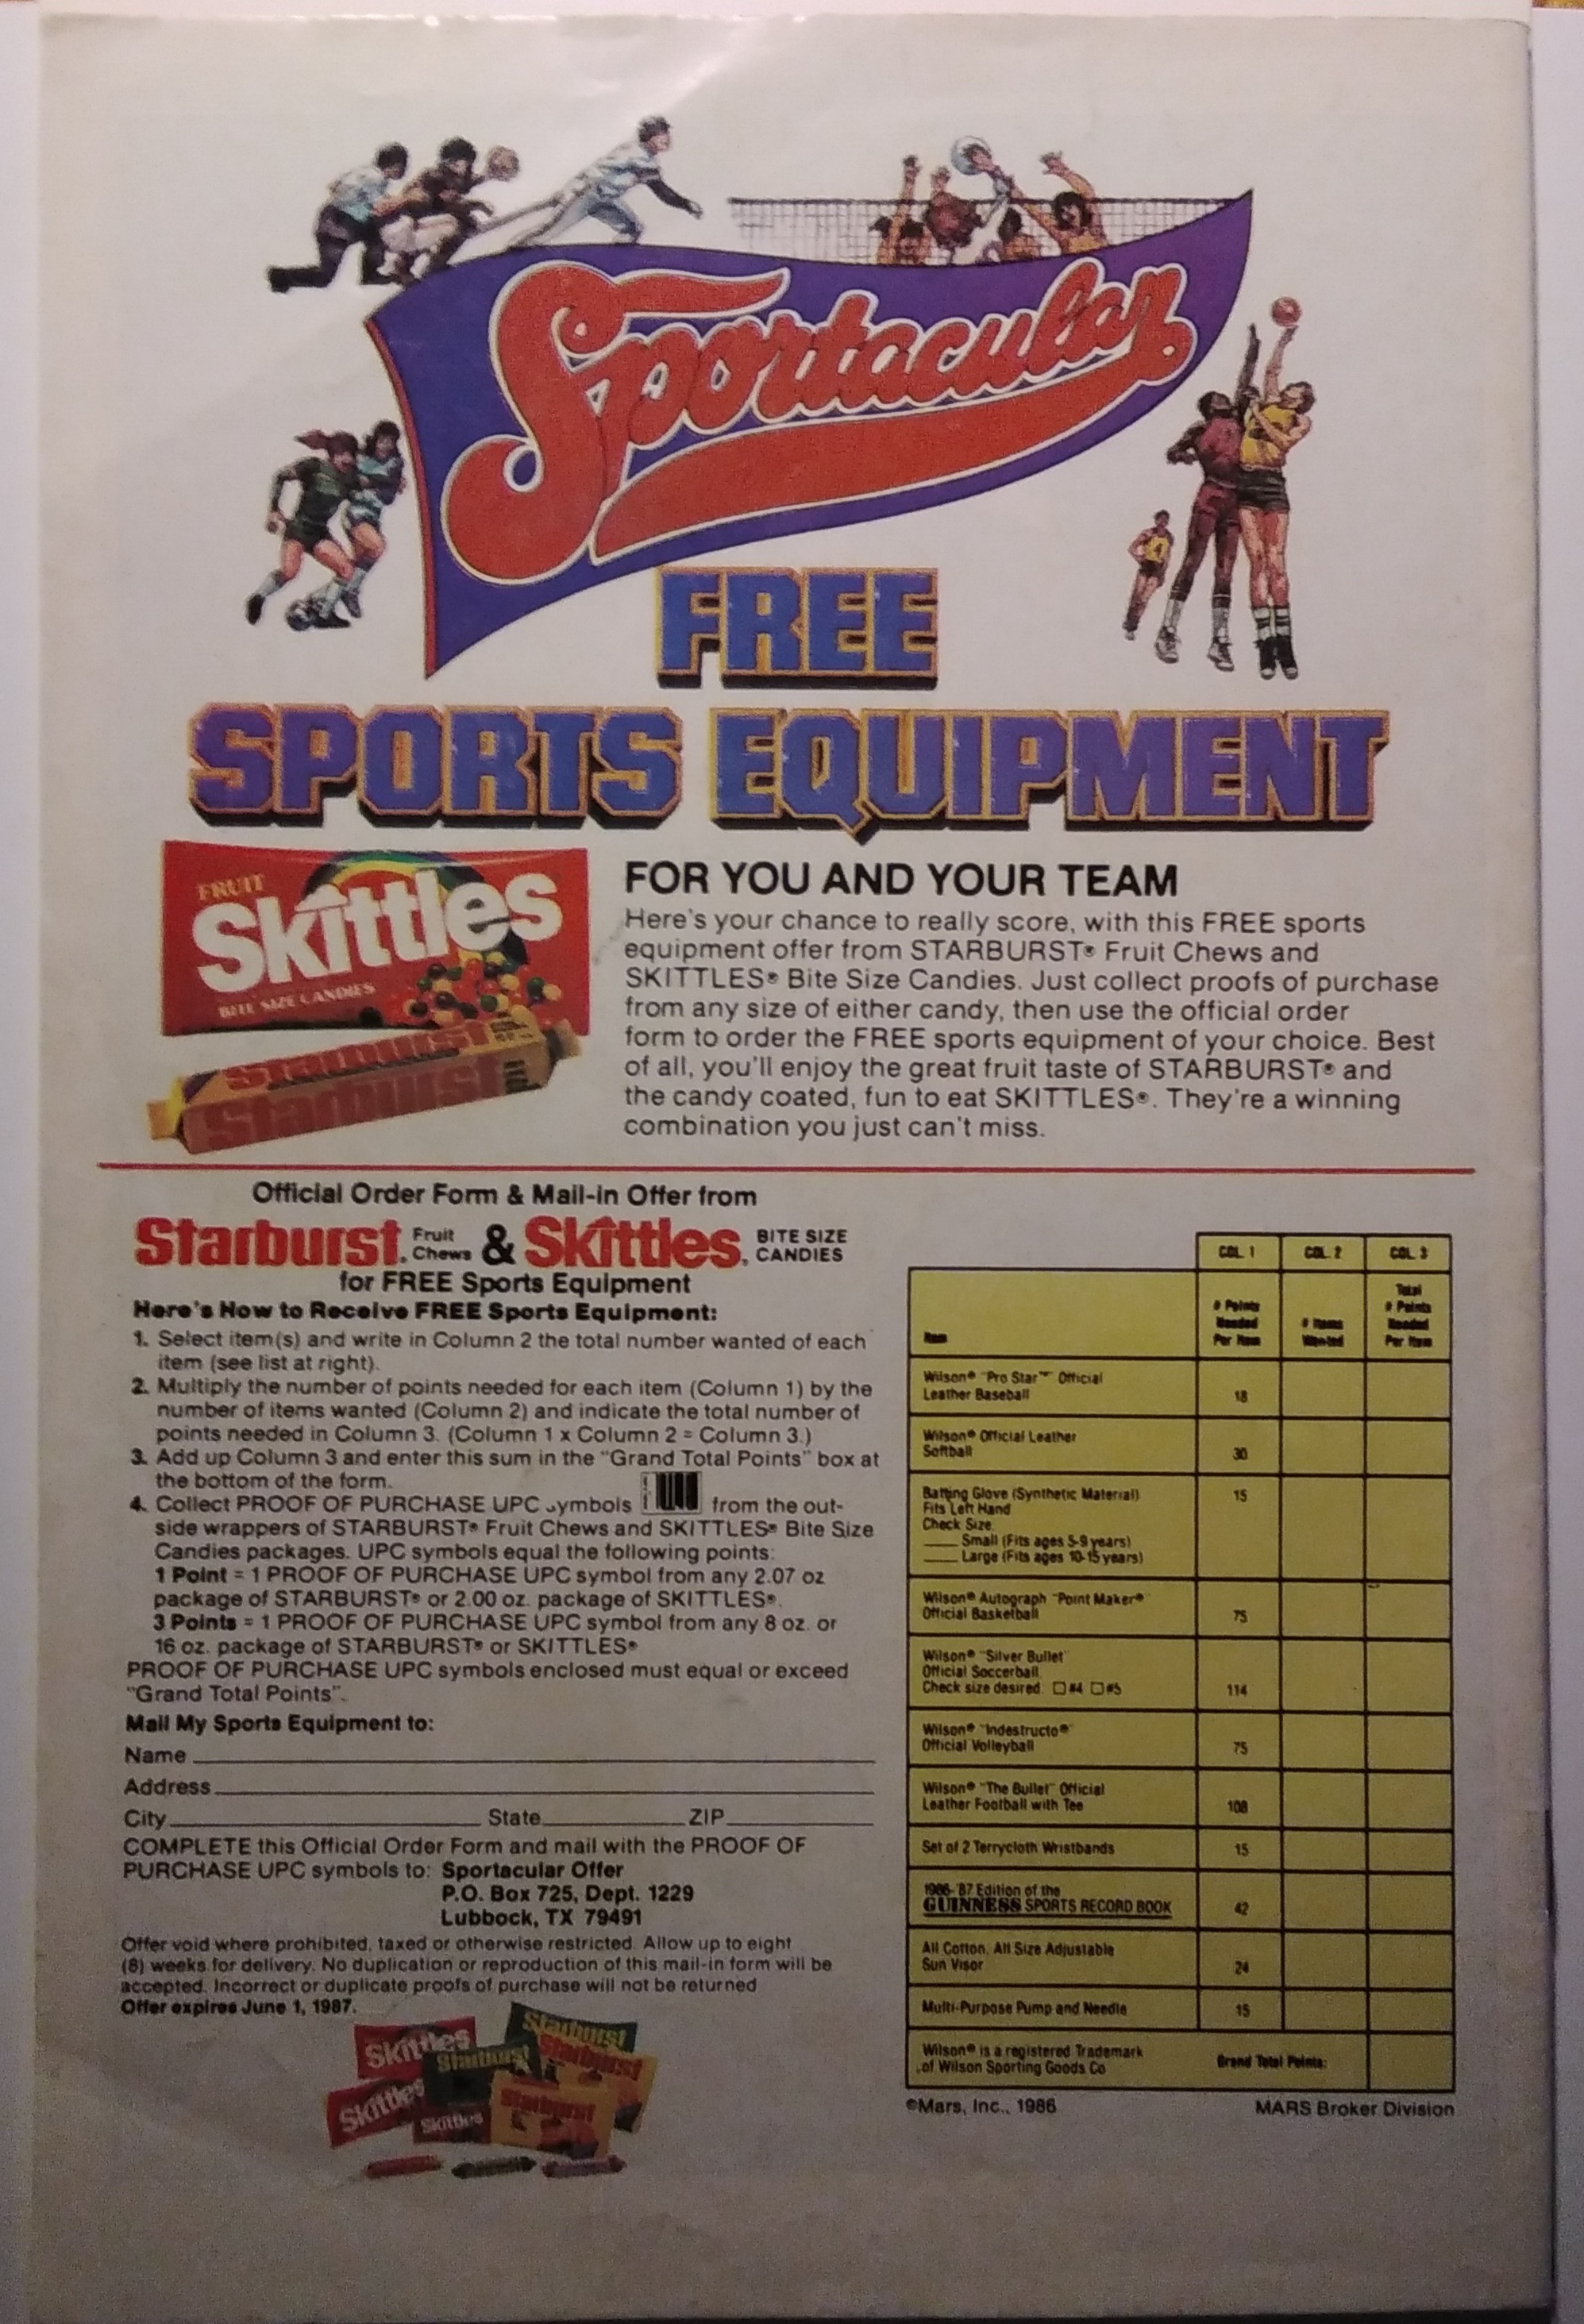 Sportacular
FREE
SPORTS EQUIPMENT
FRUIT
Skittles
BITE SIZE CANDIES
Starburst
Starburst
FOR YOU AND YOUR TEAM
Here's your chance to really score, with this FREE sports
equipment offer from STARBURST® Fruit Chews and
SKITTLES® Bite Size Candies. Just collect proofs of purchase
from any size of either candy, then use the official order
form to order the FREE sports equipment of your choice. Best
of all, you'll enjoy the great fruit taste of STARBURST® and
the candy coated, fun to eat SKITTLES®. They're a winning
combination you just can't miss.
Official Order Form & Mail-in Offer from
Starburst® Fruit Chews & Skittles® BITE SIZE CANDIES
for FREE Sports Equipment
Here's How to Receive FREE Sports Equipment:
1. Select item(s) and write in Column 2 the total number wanted of each
item (see list at right).
2. Multiply the number of points needed for each item (Column 1) by the
number of items wanted (Column 2) and indicate the total number of
points needed in Column 3. (Column 1 x Column 2 = Column 3.)
3. Add up Column 3 and enter this sum in the "Grand Total Points" box at
the bottom of the form.
4. Collect PROOF OF PURCHASE UPC symbols from the out-
side wrappers of STARBURST® Fruit Chews and SKITTLES® Bite Size
Candies packages. UPC symbols equal the following points:
1 Point = 1 PROOF OF PURCHASE UPC symbol from any 2.07 oz
package of STARBURST® or 2.00 oz. package of SKITTLES®.
3 Points = 1 PROOF OF PURCHASE UPC symbol from any 8 oz. or
16 oz. package of STARBURST® or SKITTLES®
PROOF OF PURCHASE UPC symbols enclosed must equal or exceed
"Grand Total Points".
Mail My Sports Equipment to:
Name
Address
City State ZIP
COMPLETE this Official Order Form and mail with the PROOF OF
PURCHASE UPC symbols to: Sportacular Offer
P.O. Box 725, Dept. 1229
Lubbock, TX 79491
Offer void where prohibited, taxed or otherwise restricted. Allow up to eight
(8) weeks for delivery. No duplication or reproduction of this mail-in form will be
accepted. Incorrect or duplicate proofs of purchase will not be returned
Offer expires June 1, 1987.
Skittles
Starburst
Starburst
Starburst
Skittles
Skittles
Starburst
COL. 1 COL. 2 COL. 3
Item # Points Needed Per Item # Items Wanted Total # Points Needed Per Item
Wilson® "Pro Star™" Official
Leather Baseball 18
Wilson® Official Leather
Softball 30
Batting Glove (Synthetic Material) 15
Fits Left Hand
Check Size.
Small (Fits ages 5-9 years)
Large (Fits ages 10-15 years)
Wilson® Autograph "Point Maker®"
Official Basketball 75
Wilson® "Silver Bullet"
Official Soccerball.
Check size desired. #4 #5 114
Wilson® "Indestructo®"
Official Volleyball 75
Wilson® "The Bullet" Official
Leather Football with Tee 108
Set of 2 Terrycloth Wristbands 15
1986-'87 Edition of the
GUINNESS SPORTS RECORD BOOK 42
All Cotton, All Size Adjustable
Sun Visor 24
Multi-Purpose Pump and Needle 15
Wilson® is a registered Trademark
of Wilson Sporting Goods Co Grand Total Points:
©Mars, Inc., 1986 MARS Broker Division